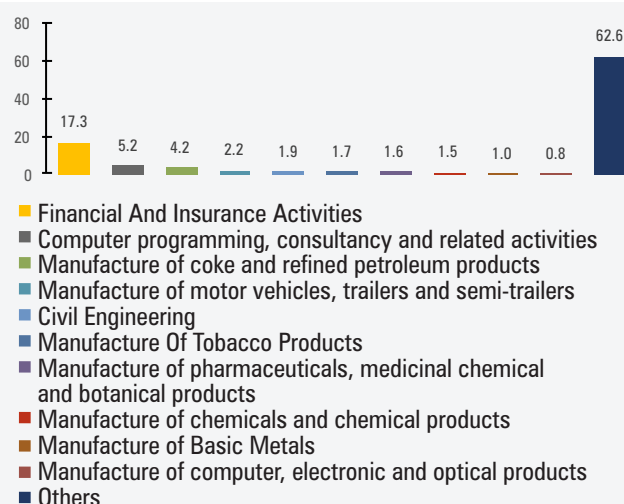 80
60
40
20
0
17.3
5.2
4.2
2.2
1.9
1.7
1.6
1.5
1.0
0.8
62.6
Financial And Insurance Activities
Computer programming, consultancy and related activities
Manufacture of coke and refined petroleum products
Manufacture of motor vehicles, trailers and semi-trailers
Civil Engineering
Manufacture Of Tobacco Products
Manufacture of pharmaceuticals, medicinal chemical
and botanical products
Manufacture of chemicals and chemical products
Manufacture of Basic Metals
Manufacture of computer, electronic and optical products
Others